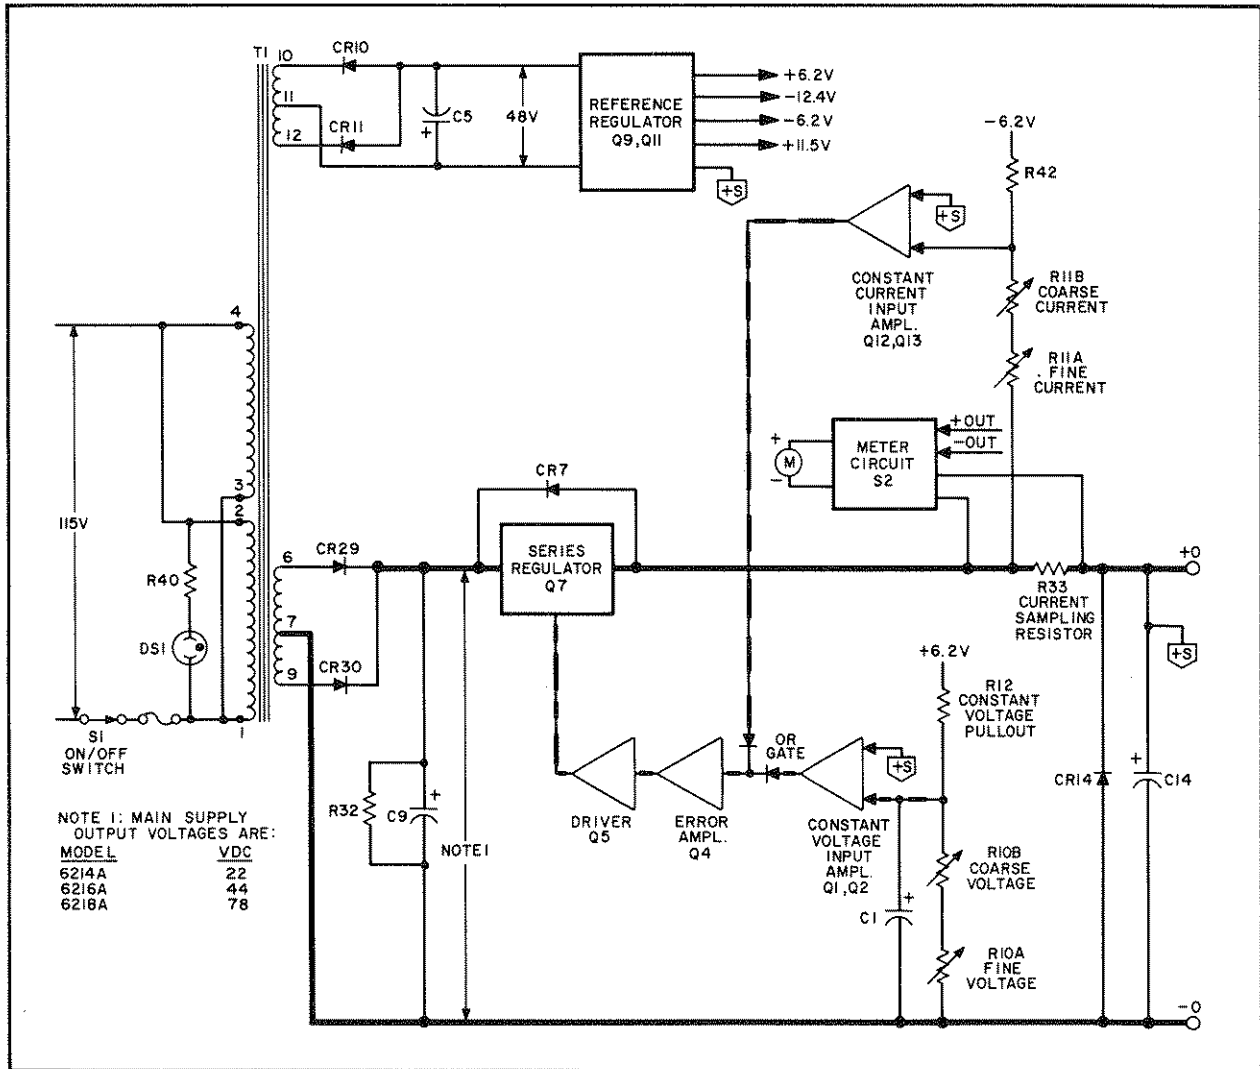 T1
10
11
12
CR10
CR11
C5
+
48V
REFERENCE
REGULATOR
Q9,Q11
+6.2V
-12.4V
-6.2V
+11.5V
+S
-6.2V
R42
+S
CONSTANT
CURRENT
INPUT
AMPL.
Q12,Q13
R11B
COARSE
CURRENT
R11A
FINE
CURRENT
4
3
2
1
115V
R40
DS1
S1
ON/OFF
SWITCH
6
7
9
CR29
CR30
CR7
SERIES
REGULATOR
Q7
+
M
-
METER
CIRCUIT
S2
+OUT
-OUT
+O
R33
CURRENT
SAMPLING
RESISTOR
+S
+6.2V
R12
CONSTANT
VOLTAGE
PULLOUT
OR
GATE
+S
DRIVER
Q5
ERROR
AMPL.
Q4
CONSTANT
VOLTAGE
INPUT
AMPL.
Q1,Q2
R10B
COARSE
VOLTAGE
R10A
FINE
VOLTAGE
C1
+
CR14
+
C14
-O
R32
C9
+
NOTE 1
NOTE 1: MAIN SUPPLY
OUTPUT VOLTAGES ARE:
MODEL VDC
6214A 22
6216A 44
6218A 78